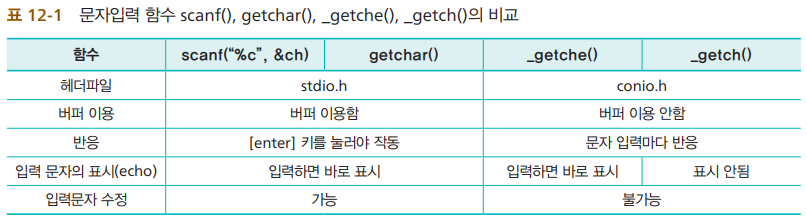 표 12-1 문자입력 함수 scanf(), getchar(), _getche(), _getch()의 비교
함수 scanf(“%c”, &ch) getchar() _getche() _getch()
헤더파일 stdio.h conio.h
버퍼 이용 버퍼 이용함 버퍼 이용 안함
반응 [enter] 키를 눌러야 작동 문자 입력마다 반응
입력 문자의 표시(echo) 입력하면 바로 표시 입력하면 바로 표시 표시 안됨
입력문자 수정 가능 불가능